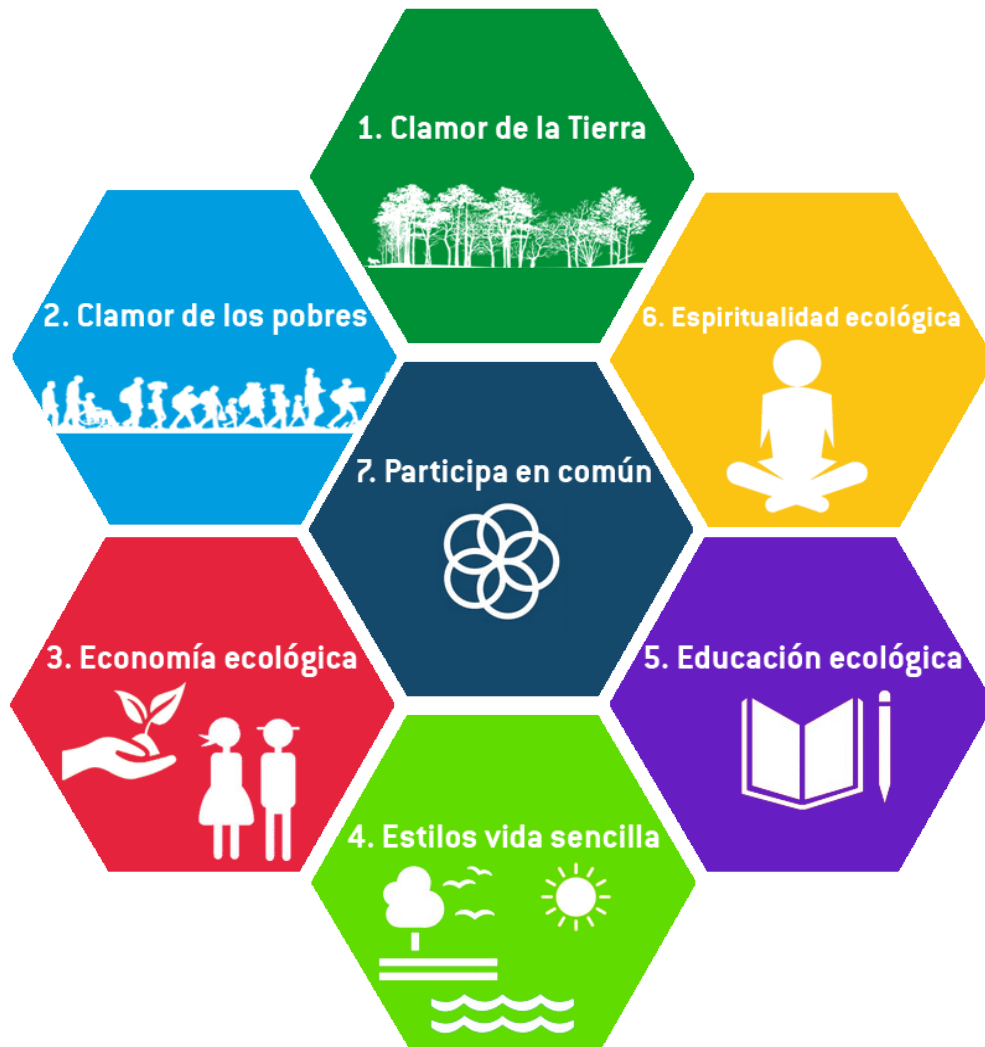 1. Clamor de la Tierra
2. Clamor de los pobres
3. Economía ecológica
4. Estilos vida sencilla
5. Educación ecológica
6. Espiritualidad ecológica
7. Participa en común